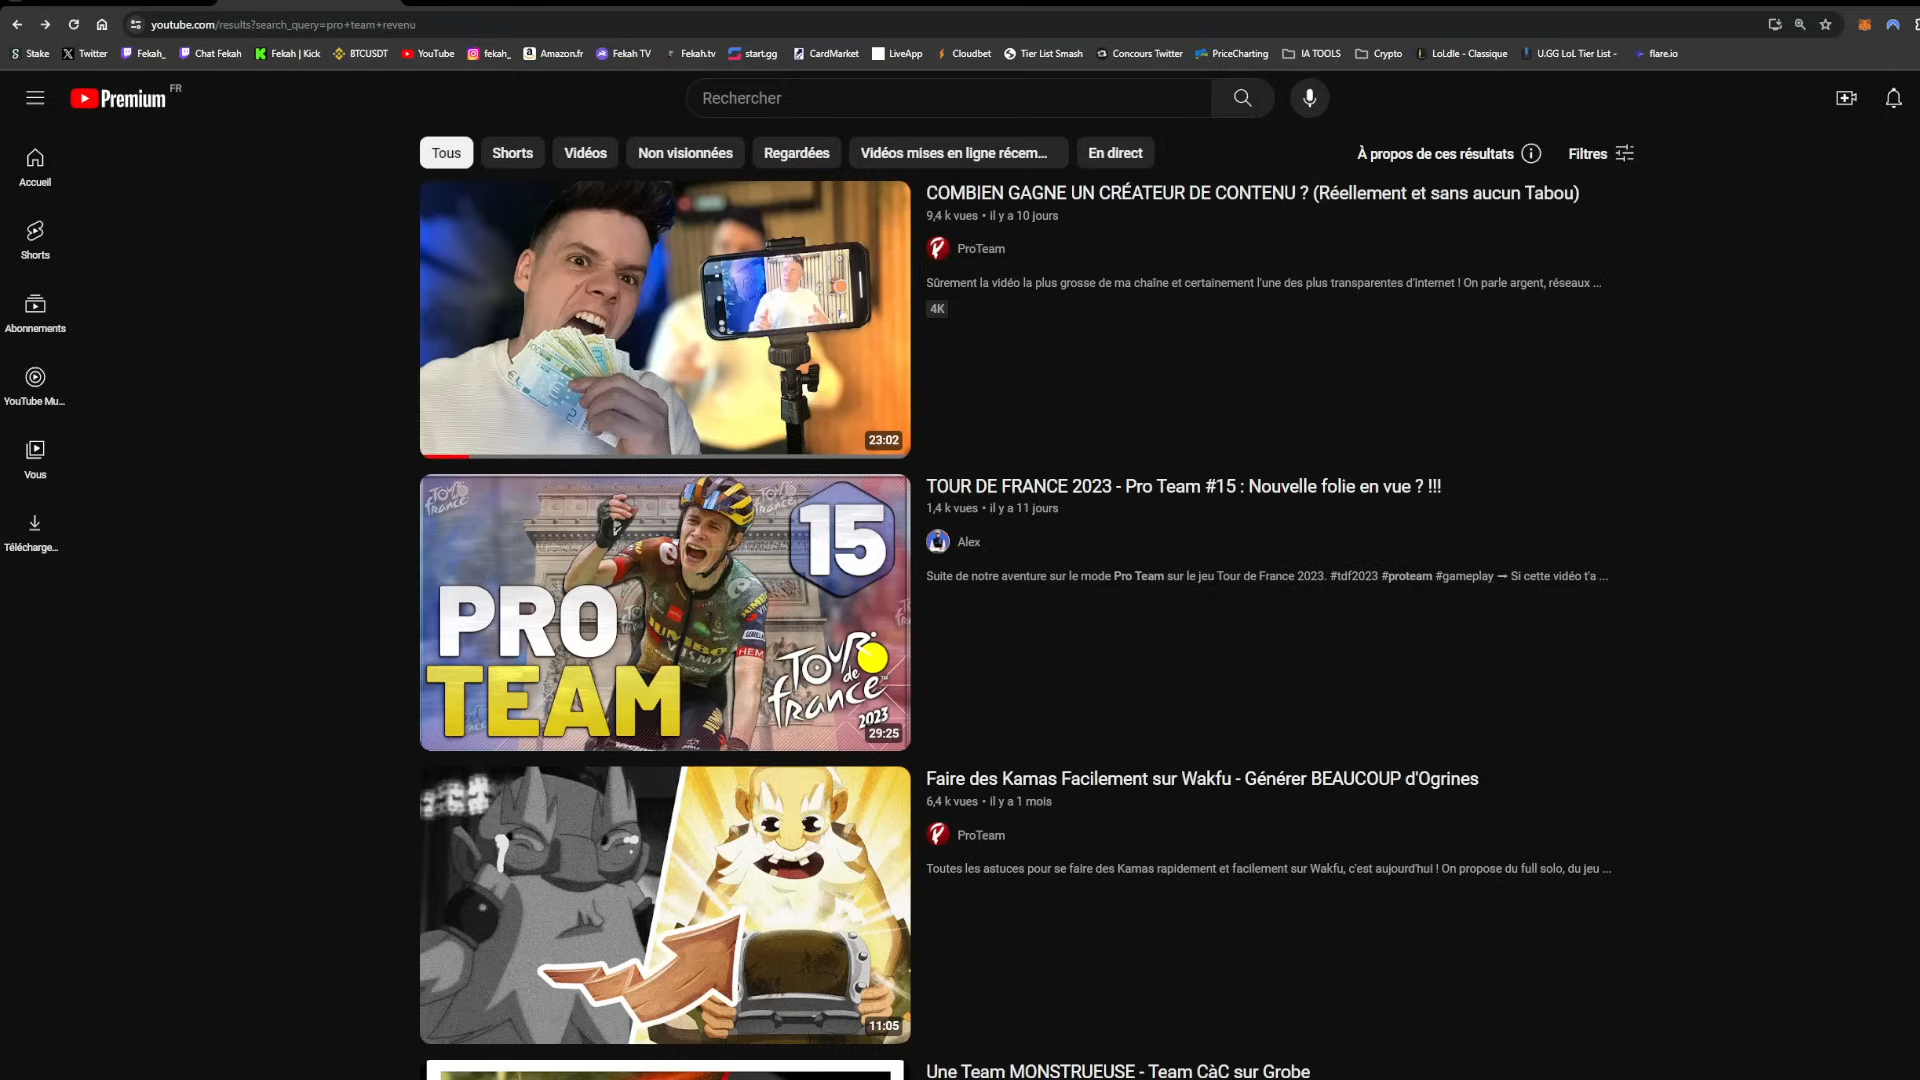 youtube.com/results?search_query=pro+team+revenu
Stake Twitter Fekah_ Chat Fekah Fekah | Kick BTCUSDT YouTube fekah_ Amazon.fr Fekah TV Fekah.tv start.gg CardMarket LiveApp Cloudbet Tier List Smash Concours Twitter PriceCharting IA TOOLS Crypto LoLdle - Classique U.GG LoL Tier List - flare.io
Premium FR
Rechercher
Tous Shorts Vidéos Non visionnées Regardées Vidéos mises en ligne récem... En direct
À propos de ces résultats Filtres
Accueil
Shorts
Abonnements
YouTube Mu...
Vous
Télécharge...
23:02
COMBIEN GAGNE UN CRÉATEUR DE CONTENU ? (Réellement et sans aucun Tabou)
9,4 k vues • il y a 10 jours
ProTeam
Sûrement la vidéo la plus grosse de ma chaîne et certainement l'une des plus transparentes d'internet ! On parle argent, réseaux ...
4K
TOUR de france
15
PRO
TEAM
JUMBO
VISMA
HEM
TOUR
de
france
2023
29:25
TOUR DE FRANCE 2023 - Pro Team #15 : Nouvelle folie en vue ? !!!
1,4 k vues • il y a 11 jours
Alex
Suite de notre aventure sur le mode Pro Team sur le jeu Tour de France 2023. #tdf2023 #proteam #gameplay ➞ Si cette vidéo t'a ...
11:05
Faire des Kamas Facilement sur Wakfu - Générer BEAUCOUP d'Ogrines
6,4 k vues • il y a 1 mois
ProTeam
Toutes les astuces pour se faire des Kamas rapidement et facilement sur Wakfu, c'est aujourd'hui ! On propose du full solo, du jeu ...
Une Team MONSTRUEUSE - Team CàC sur Grobe